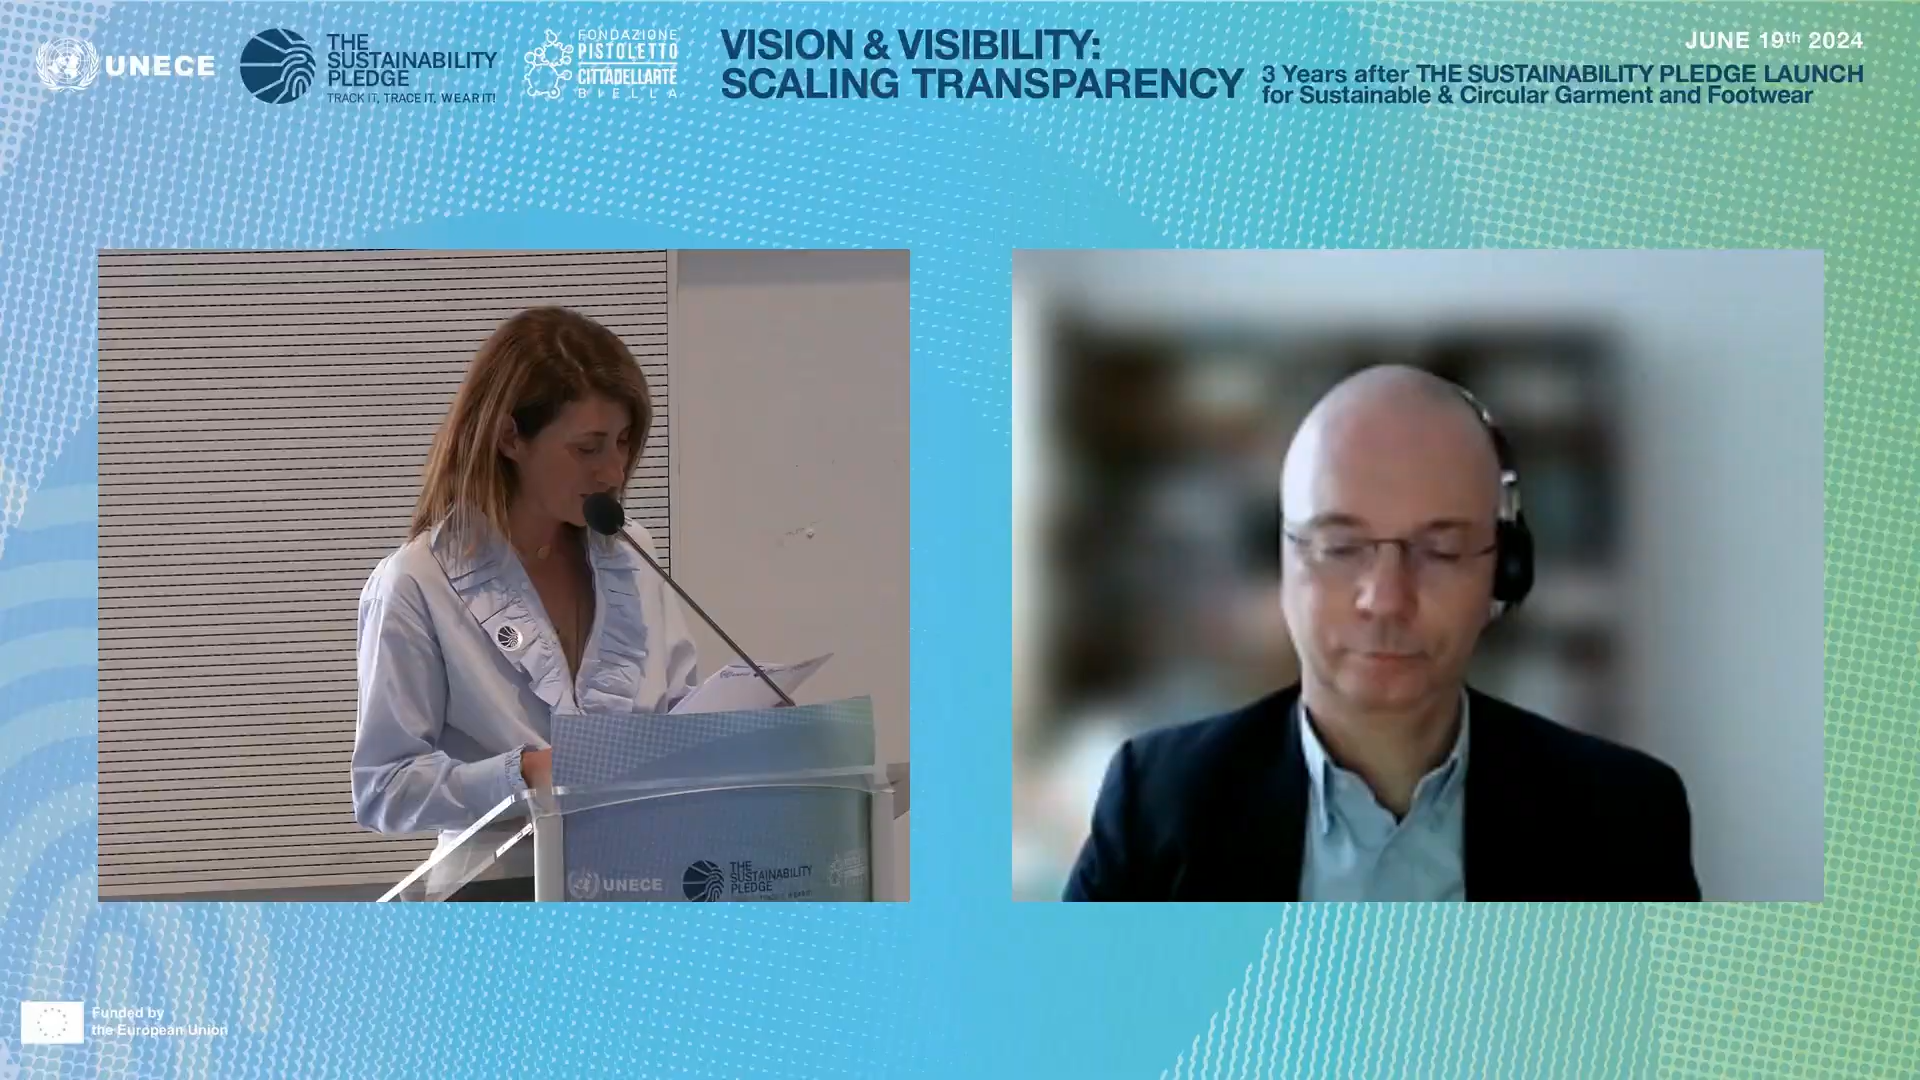 UNECE
THE
SUSTAINABILITY
PLEDGE
TRACK IT, TRACE IT, WEAR IT!
FONDAZIONE
PISTOLETTO
CITTADELLARTE
BIELLA
VISION & VISIBILITY:
SCALING TRANSPARENCY
JUNE 19th 2024
3 Years after THE SUSTAINABILITY PLEDGE LAUNCH
for Sustainable & Circular Garment and Footwear
UNECE
THE
SUSTAINABILITY
PLEDGE
Funded by
the European Union